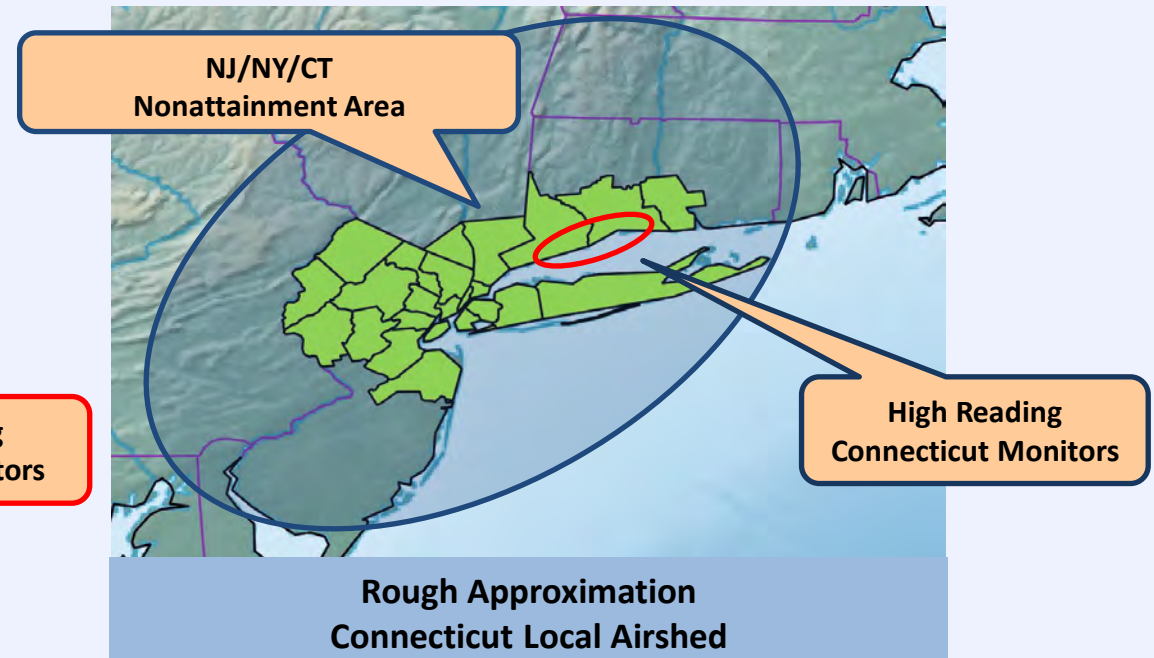 NJ/NY/CT
Nonattainment Area
High Reading
Connecticut Monitors
Rough Approximation
Connecticut Local Airshed